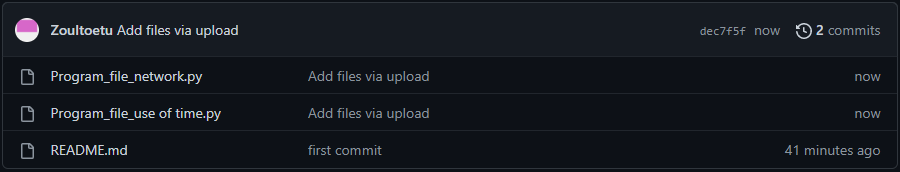 Zoultoetu Add files via upload dec7f5f now 2 commits
Program_file_network.py Add files via upload now
Program_file_use of time.py Add files via upload now
README.md first commit 41 minutes ago